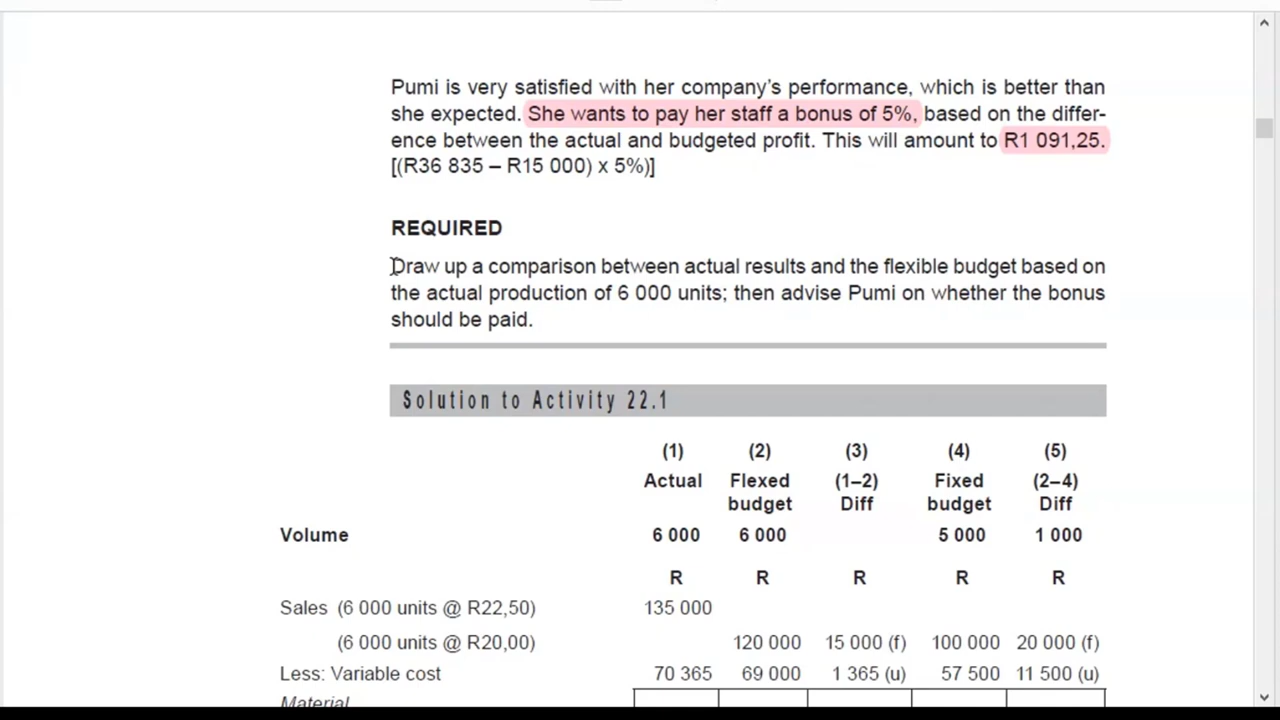 Pumi is very satisfied with her company's performance, which is better than
she expected. She wants to pay her staff a bonus of 5%, based on the differ-
ence between the actual and budgeted profit. This will amount to R1 091,25.
[(R36 835 – R15 000) x 5%)]
REQUIRED
Draw up a comparison between actual results and the flexible budget based on
the actual production of 6 000 units; then advise Pumi on whether the bonus
should be paid.
Solution to Activity 22.1
(1) (2) (3) (4) (5)
Actual Flexed (1–2) Fixed (2–4)
budget Diff budget Diff
Volume 6 000 6 000 5 000 1 000
R R R R R
Sales (6 000 units @ R22,50) 135 000
(6 000 units @ R20,00) 120 000 15 000 (f) 100 000 20 000 (f)
Less: Variable cost 70 365 69 000 1 365 (u) 57 500 11 500 (u)
Material